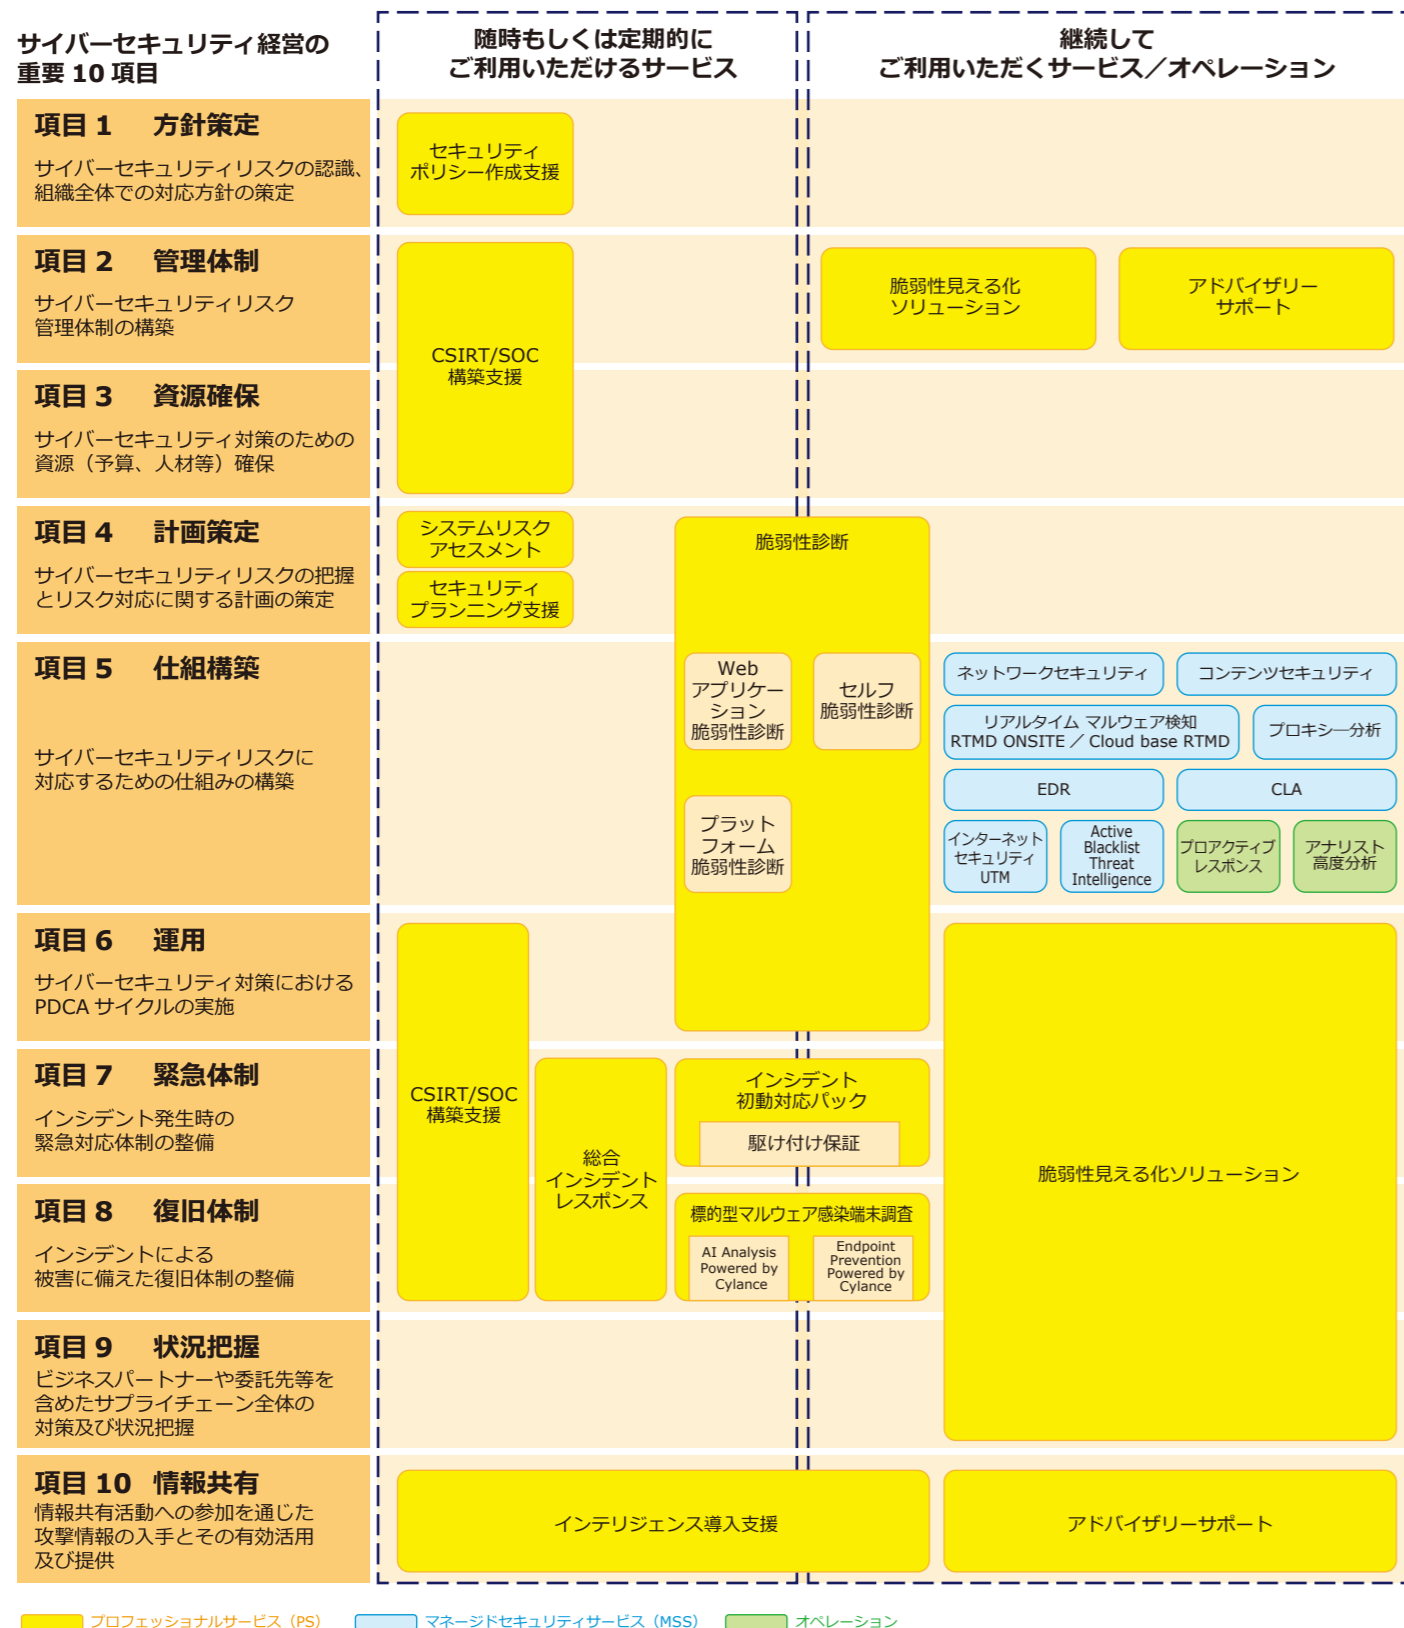 サイバーセキュリティ経営の
重要 10 項目
随時もしくは定期的に
ご利用いただけるサービス
継続して
ご利用いただくサービス／オペレーション
項目 1 方針策定
サイバーセキュリティリスクの認識、
組織全体での対応方針の策定
セキュリティ
ポリシー作成支援
項目 2 管理体制
サイバーセキュリティリスク
管理体制の構築
CSIRT/SOC
構築支援
脆弱性見える化
ソリューション
アドバイザリー
サポート
項目 3 資源確保
サイバーセキュリティ対策のための
資源（予算、人材等）確保
項目 4 計画策定
サイバーセキュリティリスクの把握
とリスク対応に関する計画の策定
システムリスク
アセスメント
セキュリティ
プランニング支援
脆弱性診断
項目 5 仕組構築
サイバーセキュリティリスクに
対応するための仕組みの構築
Web
アプリケー
ション
脆弱性診断
セルフ
脆弱性診断
プラット
フォーム
脆弱性診断
ネットワークセキュリティ
コンテンツセキュリティ
リアルタイム マルウェア検知
RTMD ONSITE ／ Cloud base RTMD
プロキシー分析
EDR
CLA
インターネット
セキュリティ
UTM
Active
Blacklist
Threat
Intelligence
プロアクティブ
レスポンス
アナリスト
高度分析
項目 6 運用
サイバーセキュリティ対策における
PDCA サイクルの実施
項目 7 緊急体制
インシデント発生時の
緊急対応体制の整備
CSIRT/SOC
構築支援
総合
インシデント
レスポンス
インシデント
初動対応パック
駆け付け保証
脆弱性見える化ソリューション
項目 8 復旧体制
インシデントによる
被害に備えた復旧体制の整備
標的型マルウェア感染端末調査
AI Analysis
Powered by
Cylance
Endpoint
Prevention
Powered by
Cylance
項目 9 状況把握
ビジネスパートナーや委託先等を
含めたサプライチェーン全体の
対策及び状況把握
項目 10 情報共有
情報共有活動への参加を通じた
攻撃情報の入手とその有効活用
及び提供
インテリジェンス導入支援
アドバイザリーサポート
プロフェッショナルサービス（PS）
マネージドセキュリティサービス（MSS）
オペレーション